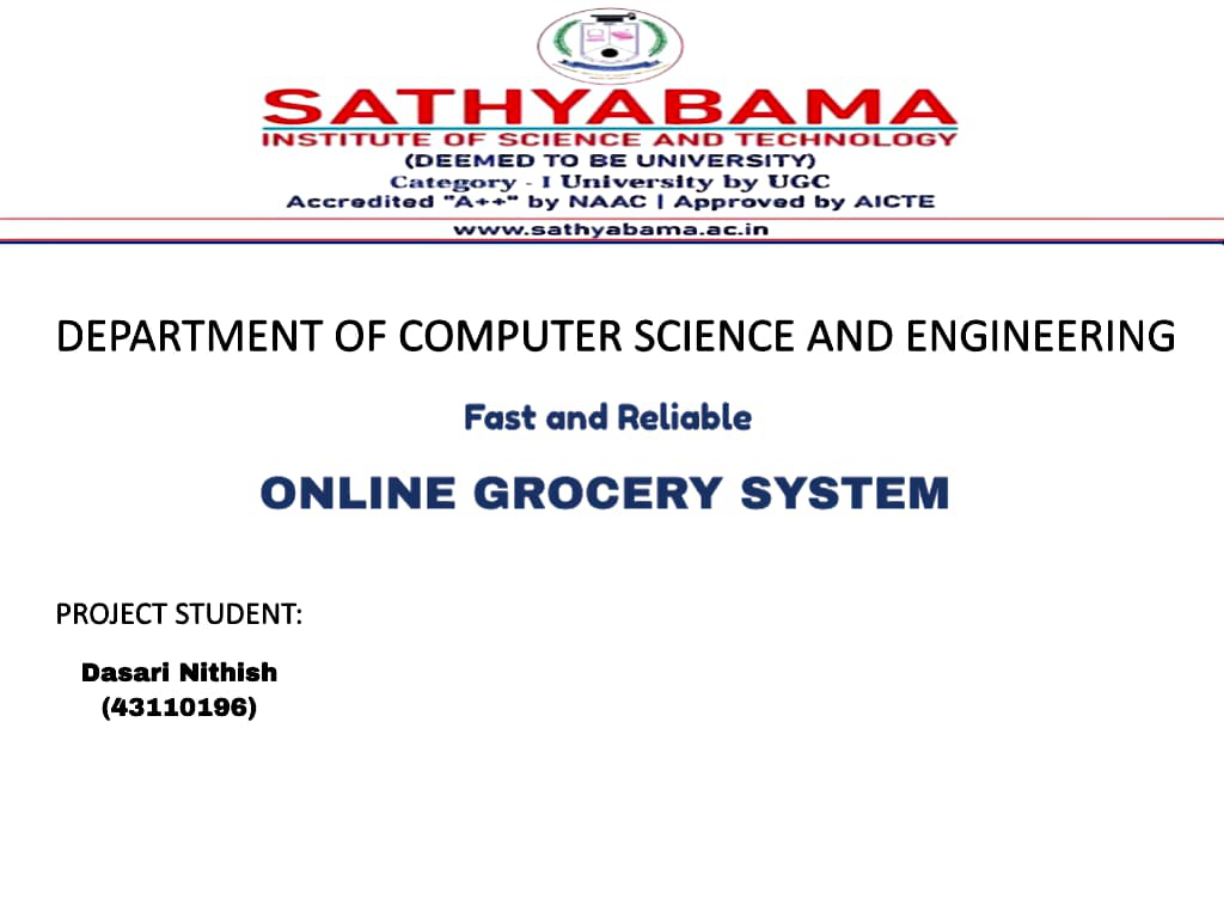 SATHYABAMA
INSTITUTE OF SCIENCE AND TECHNOLOGY
(DEEMED TO BE UNIVERSITY)
Category - I University by UGC
Accredited "A++" by NAAC | Approved by AICTE
www.sathyabama.ac.in
DEPARTMENT OF COMPUTER SCIENCE AND ENGINEERING
Fast and Reliable
ONLINE GROCERY SYSTEM
PROJECT STUDENT:
Dasari Nithish
(43110196)